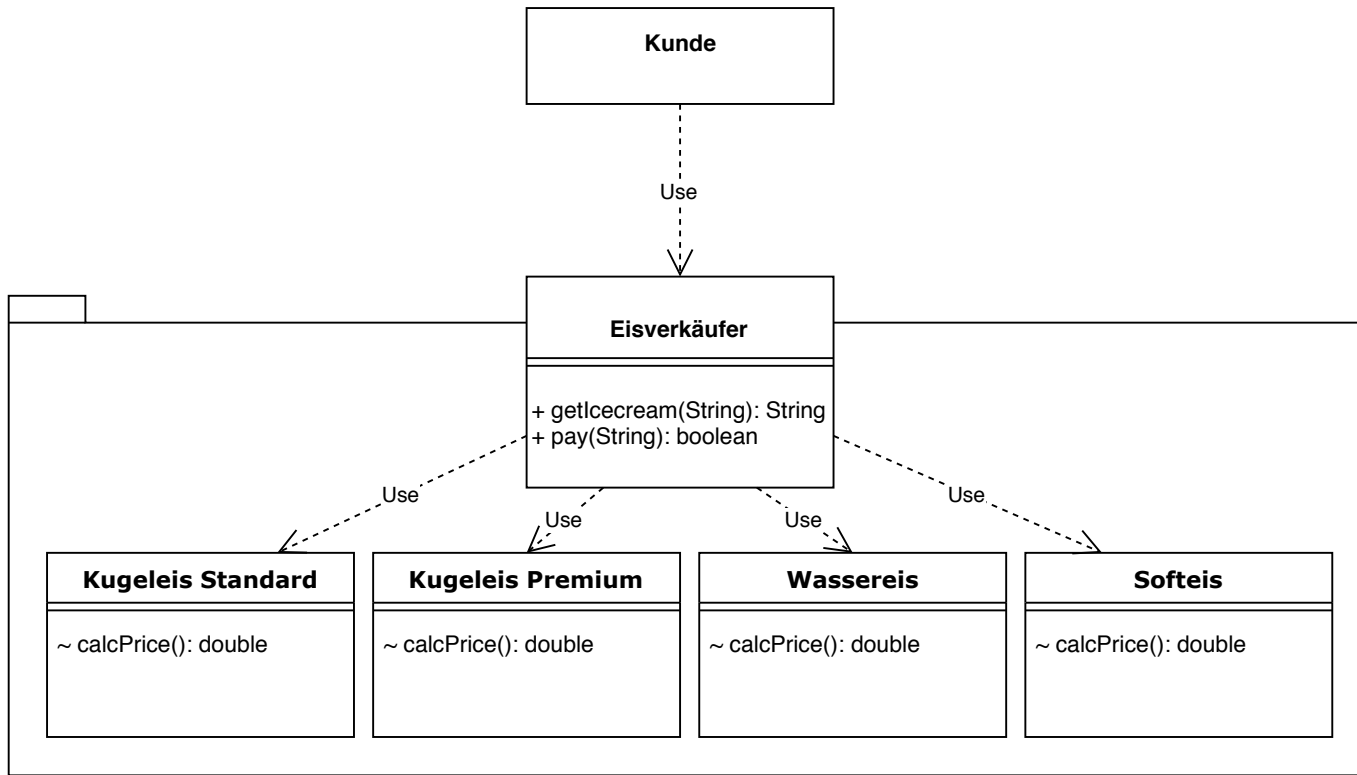 Kunde
Use
Eisverkäufer
+ getIcecream(String): String
+ pay(String): boolean
Use
Use
Use
Use
Kugeleis Standard
Kugeleis Premium
Wassereis
Softeis
~ calcPrice(): double
~ calcPrice(): double
~ calcPrice(): double
~ calcPrice(): double